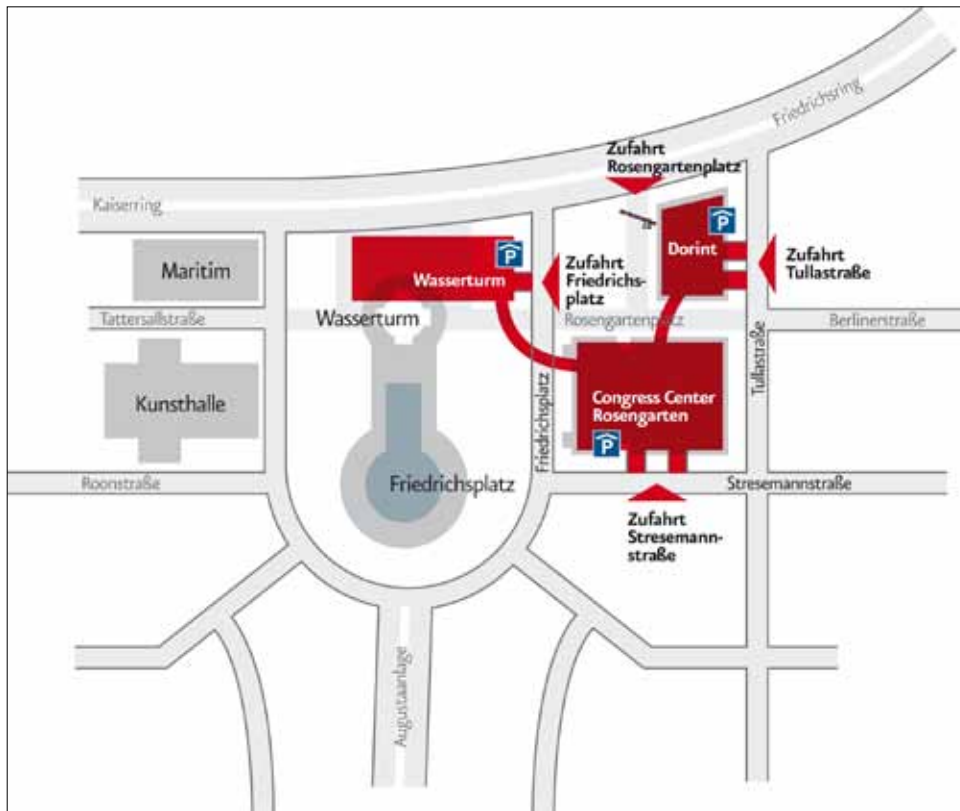 Friedrichsring
Zufahrt
Rosengartenplatz
Kaiserring
P
Maritim
P
Dorint
Zufahrt
Tullastraße
Wasserturm
Zufahrt
Friedrichs-
platz
Tattersallstraße
Wasserturm
Rosengartenplatz
Berlinerstraße
Tullastraße
Kunsthalle
Friedrichsplatz
Congress Center
Rosengarten
P
Roonstraße
Friedrichsplatz
Stresemannstraße
Zufahrt
Stresemann-
straße
Augustaanlage